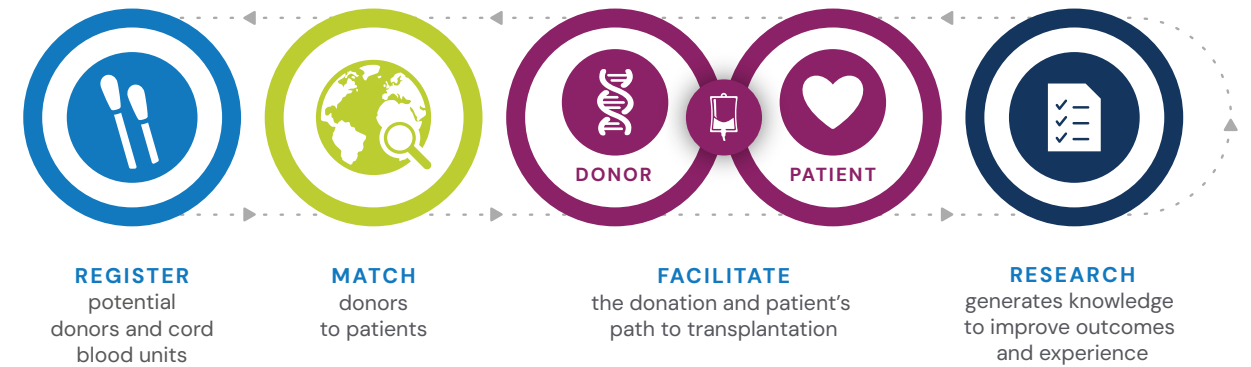 DONOR
PATIENT
REGISTER
potential
donors and cord
blood units
MATCH
donors
to patients
FACILITATE
the donation and patient's
path to transplantation
RESEARCH
generates knowledge
to improve outcomes
and experience